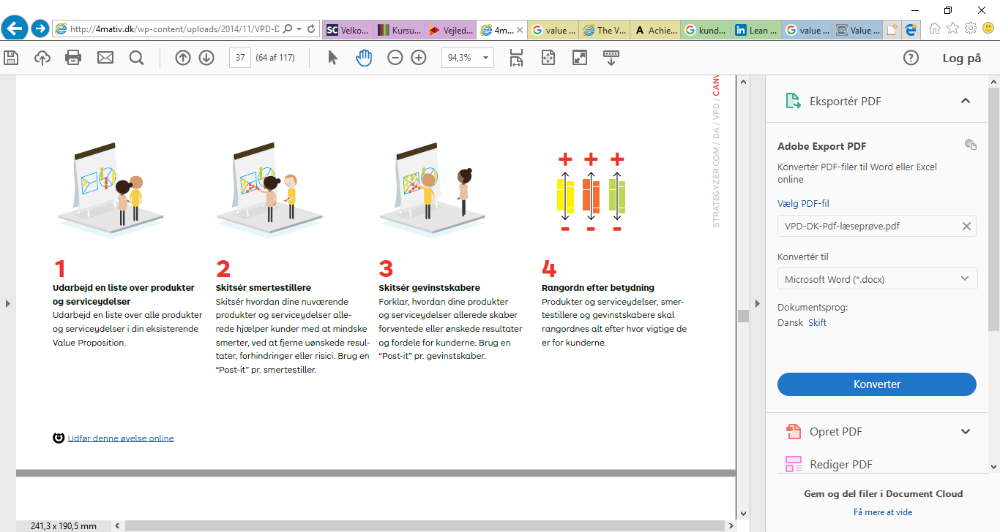 http://4mativ.dk/wp-content/uploads/2014/11/VPD-D
SC Velko...
Kursu...
Vejled...
4m...
G value ...
The V...
A Achie...
G kund...
in Lean ...
G value ...
Value ...
37 (64 af 117)
94,3%
Log på
STRATEGYZER.COM / DA / VPD / CANV
1
Udarbejd en liste over produkter
og serviceydelser
Udarbejd en liste over alle produkter
og serviceydelser i din eksisterende
Value Proposition.
2
Skitsér smertestillere
Skitsér hvordan dine nuværende
produkter og serviceydelser alle-
rede hjælper kunder med at mindske
smerter, ved at fjerne uønskede resul-
tater, forhindringer eller risici. Brug en
“Post-it” pr. smertestiller.
3
Skitsér gevinstskabere
Forklar, hvordan dine produkter
og serviceydelser allerede skaber
forventede eller ønskede resultater
og fordele for kunderne. Brug en
“Post-it” pr. gevinstskaber.
+ + +
- - -
4
Rangordn efter betydning
Produkter og serviceydelser, smer-
testillere og gevinstskabere skal
rangordnes alt efter hvor vigtige de
er for kunderne.
Udfør denne øvelse online
241,3 x 190,5 mm
Eksportér PDF
Adobe Export PDF
Konvertér PDF-filer til Word eller Excel
online
Vælg PDF-fil
VPD-DK-Pdf-læseprøve.pdf
Konvertér til
Microsoft Word (*.docx)
Dokumentsprog:
Dansk Skift
Konverter
Opret PDF
Rediger PDF
Gem og del filer i Document Cloud
Få mere at vide